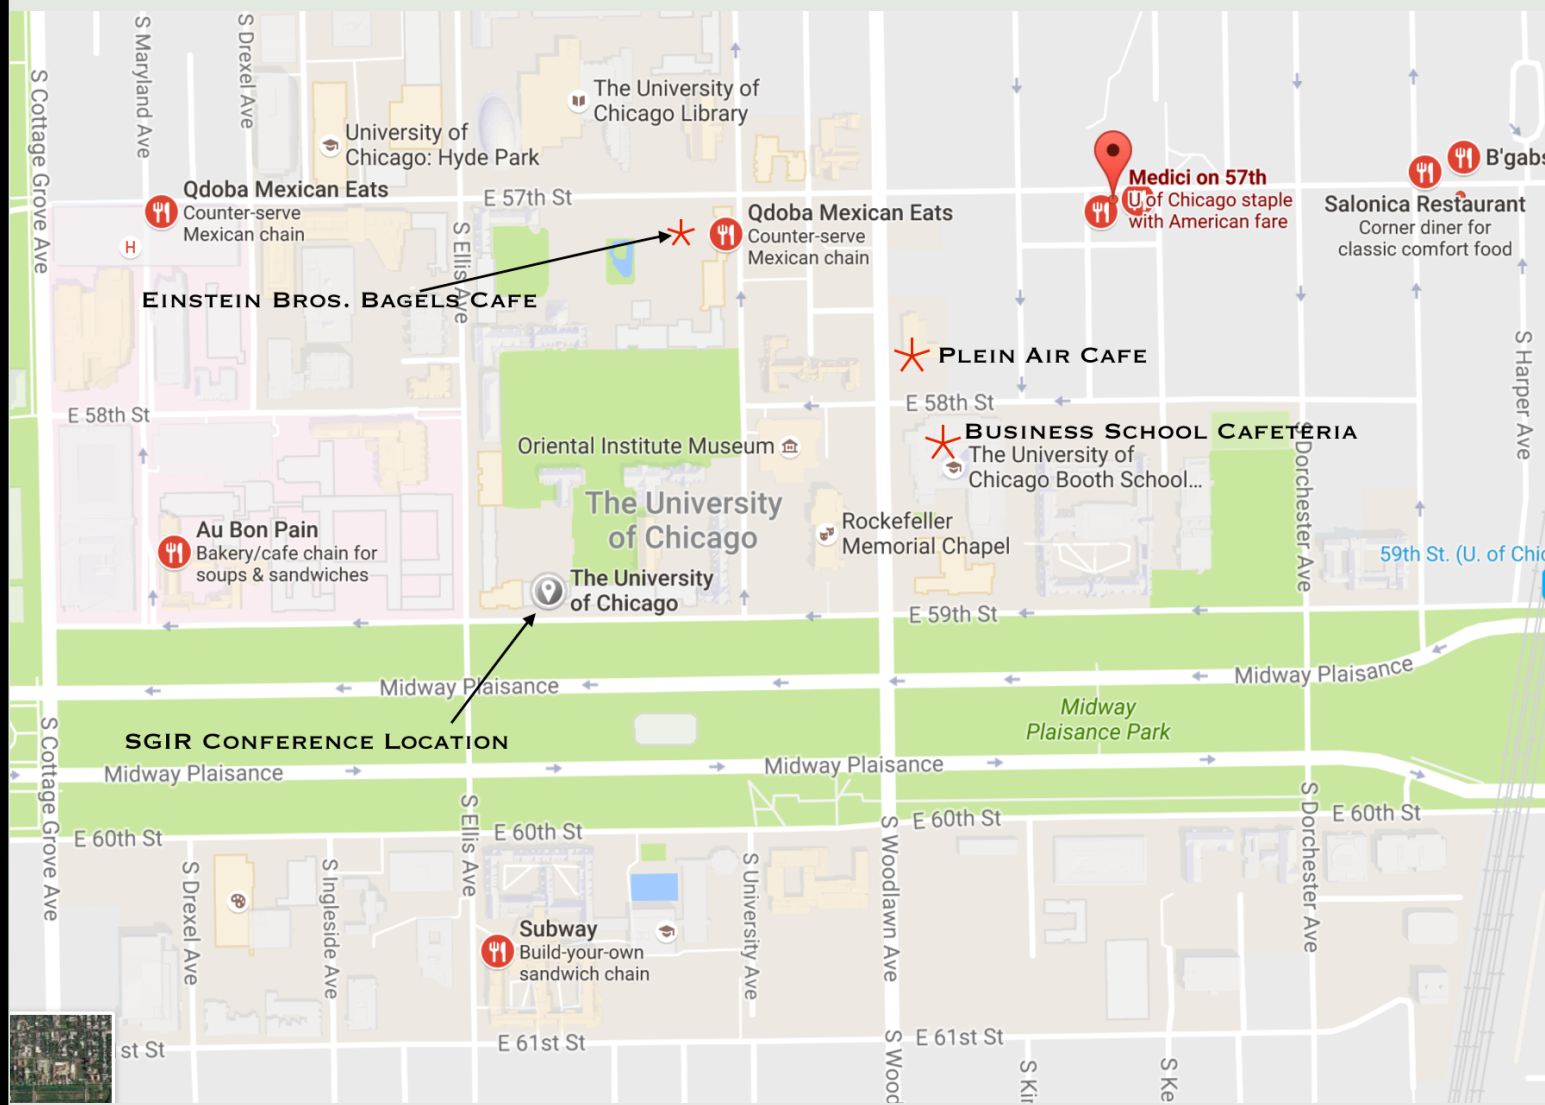 S Maryland Ave
S Drexel Ave
S Cottage Grove Ave
The University of
Chicago Library
University of
Chicago: Hyde Park
Qdoba Mexican Eats
Counter-serve
Mexican chain
E 57th St
H
S Ellis Ave
Qdoba Mexican Eats
Counter-serve
Mexican chain
Medici on 57th
U of Chicago staple
with American fare
B'gabs
Salonica Restaurant
Corner diner for
classic comfort food
Einstein Bros. Bagels Cafe
Plein Air Cafe
S Harper Ave
E 58th St
E 58th St
Business School Cafeteria
The University of
Chicago Booth School...
Oriental Institute Museum
S Dorchester Ave
The University
of Chicago
Rockefeller
Memorial Chapel
Au Bon Pain
Bakery/cafe chain for
soups & sandwiches
59th St. (U. of Chic
The University
of Chicago
E 59th St
Midway Plaisance
Midway Plaisance
Midway
Plaisance Park
SGIR Conference Location
S Cottage Grove Ave
Midway Plaisance
Midway Plaisance
S Ellis Ave
S Dorchester Ave
E 60th St
E 60th St
E 60th St
E 60th St
S Drexel Ave
S Ingleside Ave
S University Ave
S Woodlawn Ave
Subway
Build-your-own
sandwich chain
st St
E 61st St
E 61st St
S Wood
S Kir
S Ke